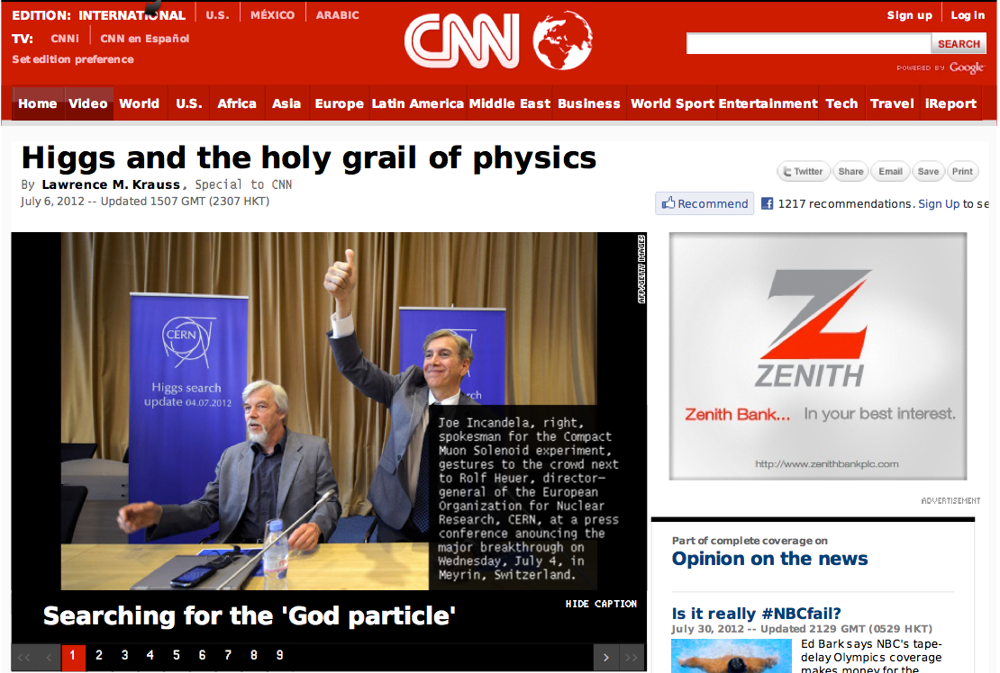 EDITION: INTERNATIONAL U.S. MÉXICO ARABIC
TV: CNNi CNN en Español
Set edition preference
CNN
Sign up Log in
SEARCH
POWERED BY Google
Home Video World U.S. Africa Asia Europe Latin America Middle East Business World Sport Entertainment Tech Travel iReport
Higgs and the holy grail of physics
By Lawrence M. Krauss, Special to CNN
July 6, 2012 -- Updated 1507 GMT (2307 HKT)
Twitter Share Email Save Print
Recommend 1217 recommendations. Sign Up to se
AFP/GETTY IMAGES
CERN
Higgs search
update 04.07.2012
rch
Joe Incandela, right,
spokesman for the Compact
Muon Solenoid experiment,
gestures to the crowd next
to Rolf Heuer, director-
general of the European
Organization for Nuclear
Research, CERN, at a press
conference anouncing the
major breakthrough on
Wednesday, July 4, in
Meyrin, Switzerland.
HIDE CAPTION
Searching for the 'God particle'
<< < 1 2 3 4 5 6 7 8 9 > >>
Z
ZENITH
Zenith Bank... In your best interest.
http://www.zenithbankplc.com
ADVERTISEMENT
Part of complete coverage on
Opinion on the news
Is it really #NBCfail?
July 30, 2012 -- Updated 2129 GMT (0529 HKT)
Ed Bark says NBC's tape-
delay Olympics coverage
makes money for the